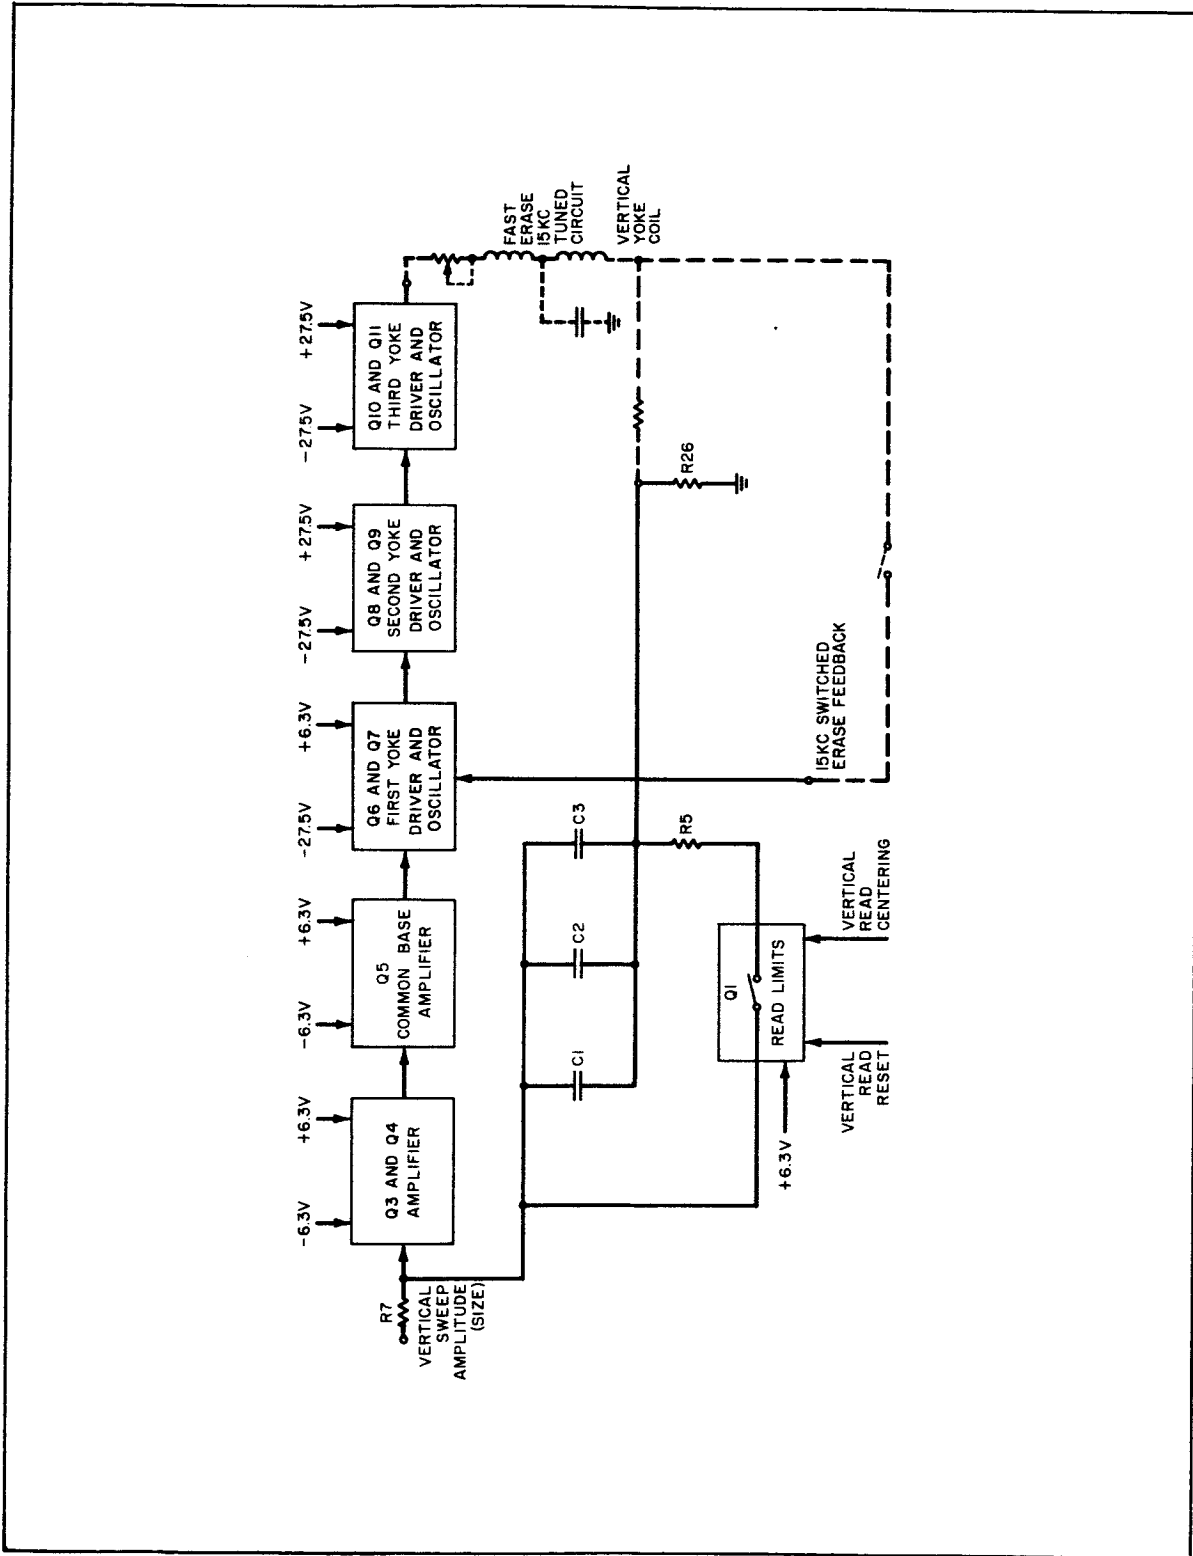 -6.3V
+6.3V
-6.3V
+6.3V
-27.5V
+6.3V
-27.5V
+27.5V
-27.5V
+27.5V
Q3 AND Q4
AMPLIFIER
Q5
COMMON BASE
AMPLIFIER
Q6 AND Q7
FIRST YOKE
DRIVER AND
OSCILLATOR
Q8 AND Q9
SECOND YOKE
DRIVER AND
OSCILLATOR
Q10 AND Q11
THIRD YOKE
DRIVER AND
OSCILLATOR
R7
VERTICAL
SWEEP
AMPLITUDE
(SIZE)
FAST
ERASE
15KC
TUNED
CIRCUIT
VERTICAL
YOKE
COIL
C1
C2
C3
R5
R26
Q1
READ LIMITS
+6.3V
VERTICAL
READ
RESET
VERTICAL
READ
CENTERING
15KC SWITCHED
ERASE FEEDBACK